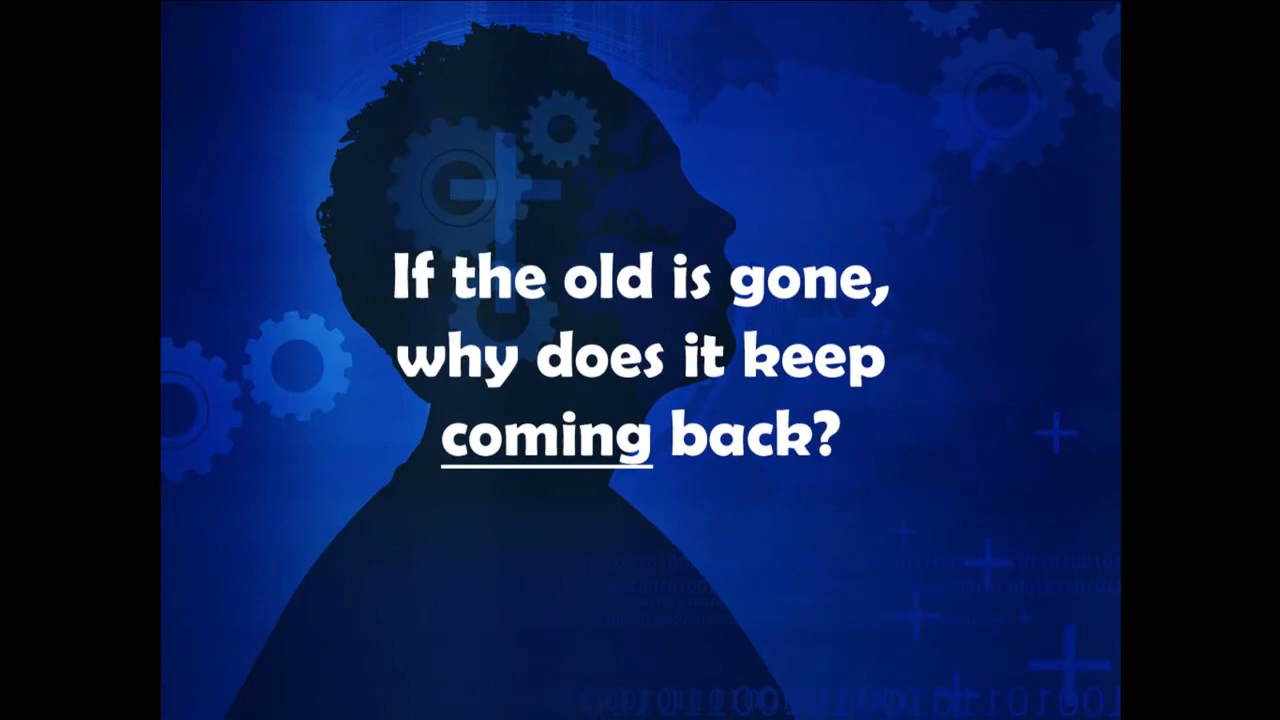 If the old is gone,
why does it keep
coming back?